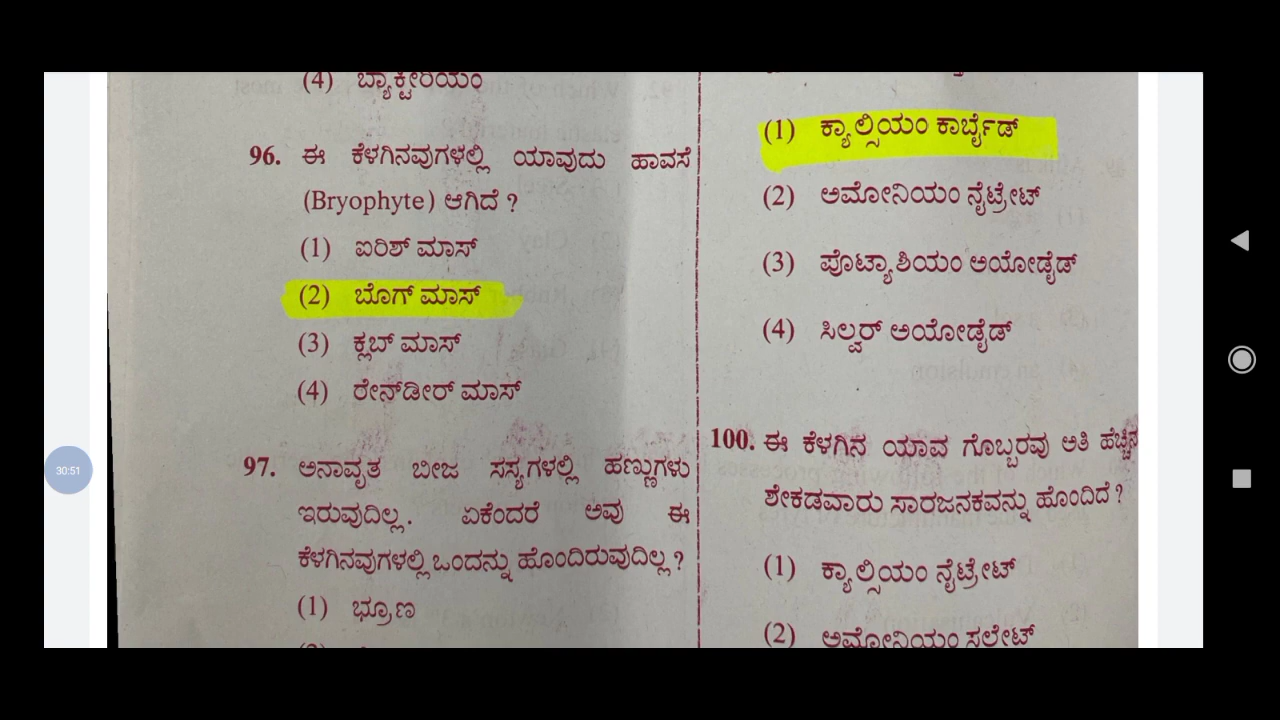 (4) ಬ್ಯಾಕ್ಟೀರಿಯಂ
96. ಈ ಕೆಳಗಿನವುಗಳಲ್ಲಿ ಯಾವುದು ಹಾವಸೆ
(Bryophyte) ಆಗಿದೆ ?
(1) ಐರಿಶ್ ಮಾಸ್
(2) ಬೊಗ್ ಮಾಸ್
(3) ಕ್ಲಬ್ ಮಾಸ್
(4) ರೇನ್‌ಡೀರ್ ಮಾಸ್
97. ಅನಾವೃತ ಬೀಜ ಸಸ್ಯಗಳಲ್ಲಿ ಹಣ್ಣುಗಳು
ಇರುವುದಿಲ್ಲ. ಏಕೆಂದರೆ ಅವು ಈ
ಕೆಳಗಿನವುಗಳಲ್ಲಿ ಒಂದನ್ನು ಹೊಂದಿರುವುದಿಲ್ಲ ?
(1) ಭ್ರೂಣ
(1) ಕ್ಯಾಲ್ಸಿಯಂ ಕಾರ್ಬೈಡ್
(2) ಅಮೋನಿಯಂ ನೈಟ್ರೇಟ್
(3) ಪೊಟ್ಯಾಶಿಯಂ ಅಯೋಡೈಡ್
(4) ಸಿಲ್ವರ್ ಅಯೋಡೈಡ್
100. ಈ ಕೆಳಗಿನ ಯಾವ ಗೊಬ್ಬರವು ಅತಿ ಹೆಚ್ಚಿನ
ಶೇಕಡವಾರು ಸಾರಜನಕವನ್ನು ಹೊಂದಿದೆ ?
(1) ಕ್ಯಾಲ್ಸಿಯಂ ನೈಟ್ರೇಟ್
(2) ಅಮೋನಿಯಂ ಸಲ್ಫೇಟ್
30:51